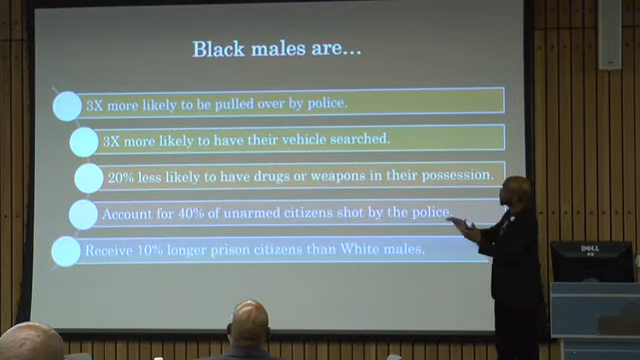 Black males are...
3X more likely to be pulled over by police.
3X more likely to have their vehicle searched.
20% less likely to have drugs or weapons in their possession.
Account for 40% of unarmed citizens shot by the police.
Receive 10% longer prison citizens than White males.
DELL